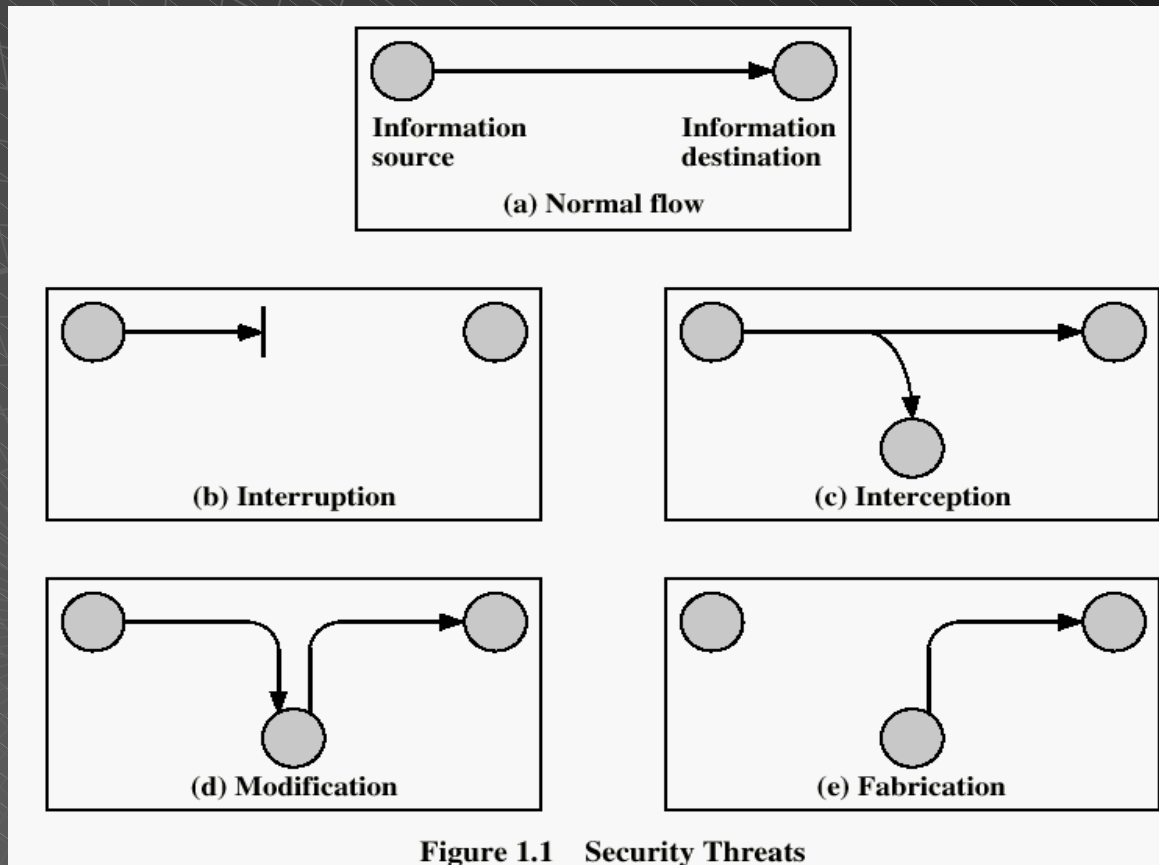 Information
source
Information
destination
(a) Normal flow
(b) Interruption
(c) Interception
(d) Modification
(e) Fabrication
Figure 1.1 Security Threats